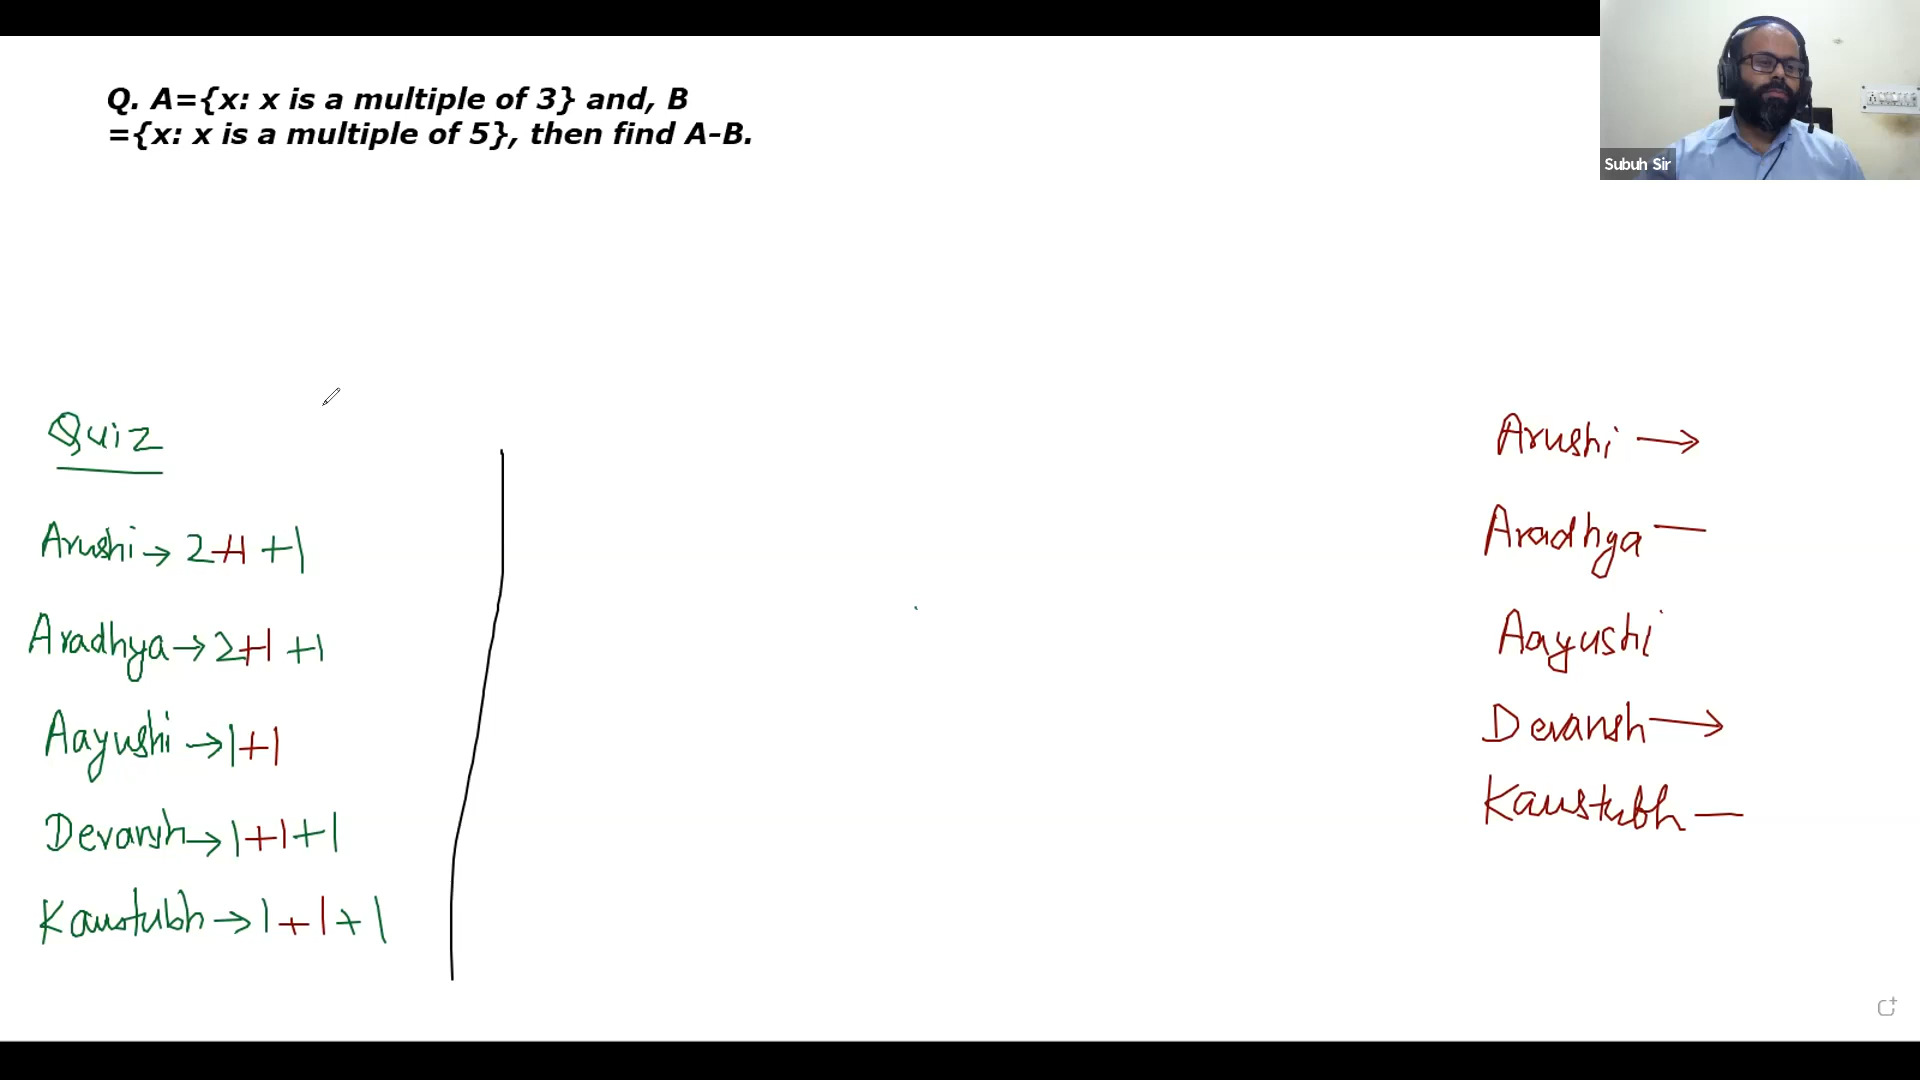 Q. A={x: x is a multiple of 3} and, B
={x: x is a multiple of 5}, then find A-B.
Subuh Sir
Quiz
Arushi → 2+1 +1
Aradhya → 2+1 +1
Aayushi → 1+1
Devansh → 1+1+1
Kaustubh → 1+1+1
Arushi →
Aradhya —
Aayushi
Devansh →
Kaustubh —